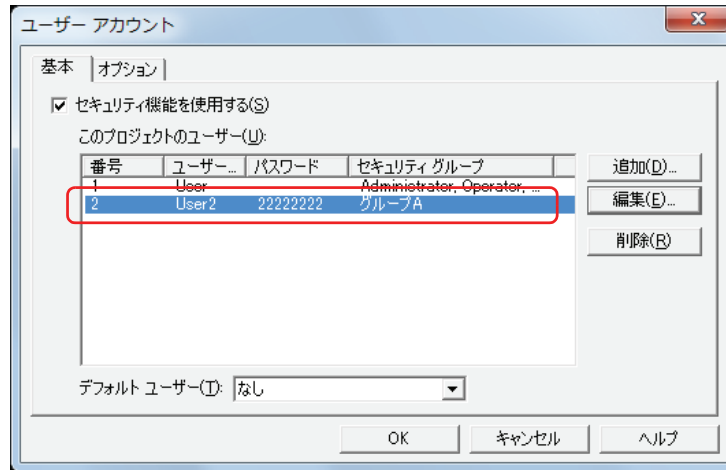 ユーザー アカウント
基本 オプション
セキュリティ機能を使用する(S)
このプロジェクトのユーザー(U):
番号 ユーザー... パスワード セキュリティ グループ
1 User Administrator, Operator, ...
2 User2 22222222 グループA
追加(D)...
編集(E)...
削除(R)
デフォルト ユーザー(T): なし
OK キャンセル ヘルプ